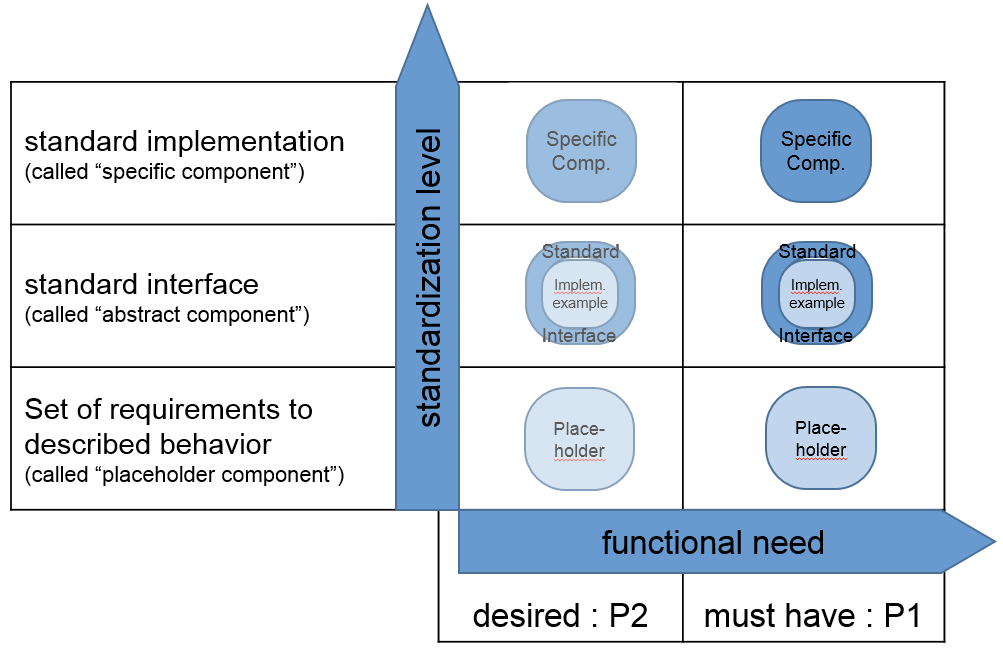 standard implementation
(called “specific component”)
standardization level
Specific
Comp.
Specific
Comp.
standard interface
(called “abstract component”)
Standard
Implem.
example
Interface
Standard
Implem.
example
Interface
Set of requirements to
described behavior
(called “placeholder component”)
Place-
holder
Place-
holder
functional need
desired : P2
must have : P1